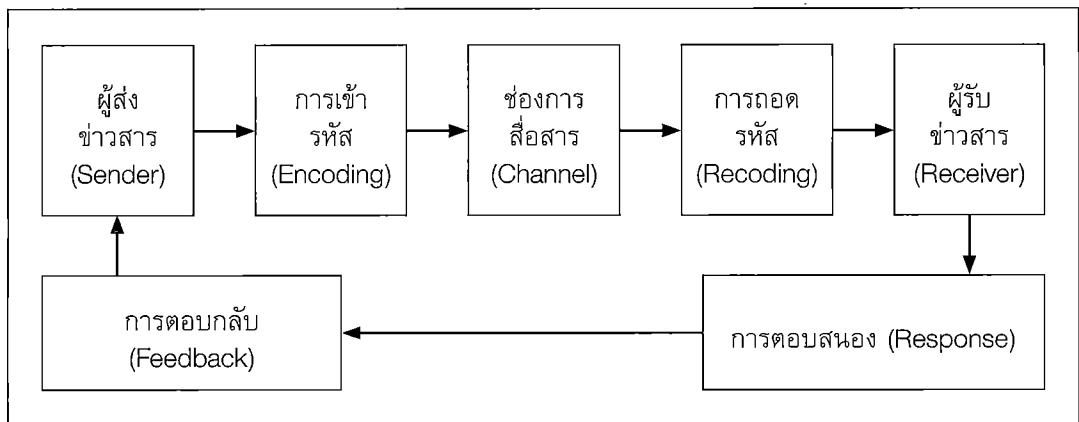 ผู้ส่ง
ข่าวสาร
(Sender)
การเข้า
รหัส
(Encoding)
ช่องการ
สื่อสาร
(Channel)
การถอด
รหัส
(Recoding)
ผู้รับ
ข่าวสาร
(Receiver)
การตอบกลับ
(Feedback)
การตอบสนอง (Response)